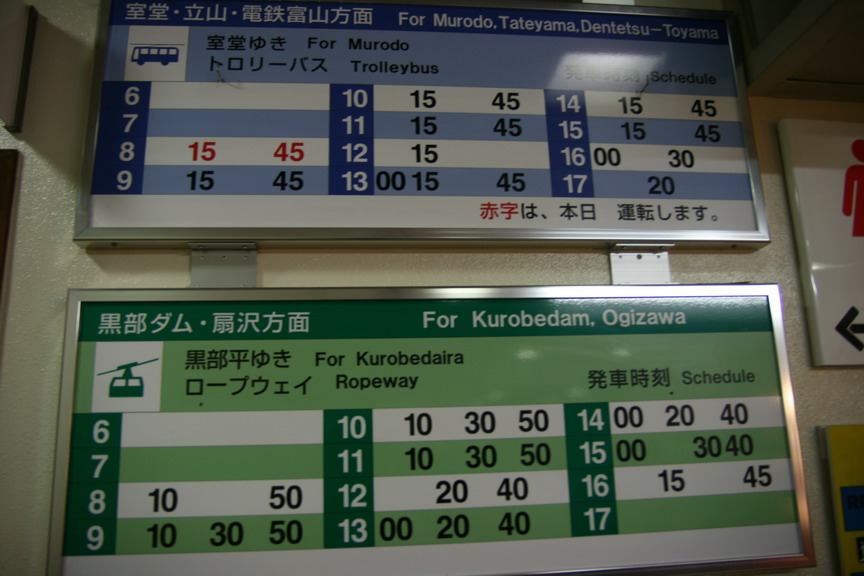 室堂・立山・電鉄富山方面 For Murodo,Tateyama,Dentetsu-Toyama
室堂ゆき For Murodo
トロリーバス Trolleybus 発車時刻 Schedule
6 10 15 45 14 15 45
7 11 15 45 15 15 45
8 15 45 12 15 16 00 30
9 15 45 13 00 15 45 17 20
赤字は、本日 運転します。
黒部ダム・扇沢方面 For Kurobedam, Ogizawa
黒部平ゆき For Kurobedaira
ロープウェイ Ropeway 発車時刻 Schedule
6 10 10 30 50 14 00 20 40
7 11 10 30 50 15 00 30 40
8 10 50 12 20 40 16 15 45
9 10 30 50 13 00 20 40 17